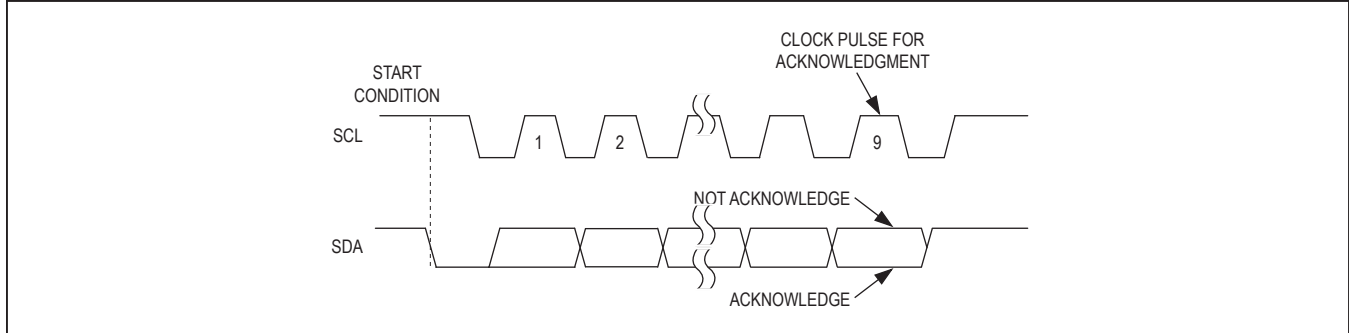 CLOCK PULSE FOR
ACKNOWLEDGMENT
START
CONDITION
SCL
1
2
9
NOT ACKNOWLEDGE
SDA
ACKNOWLEDGE